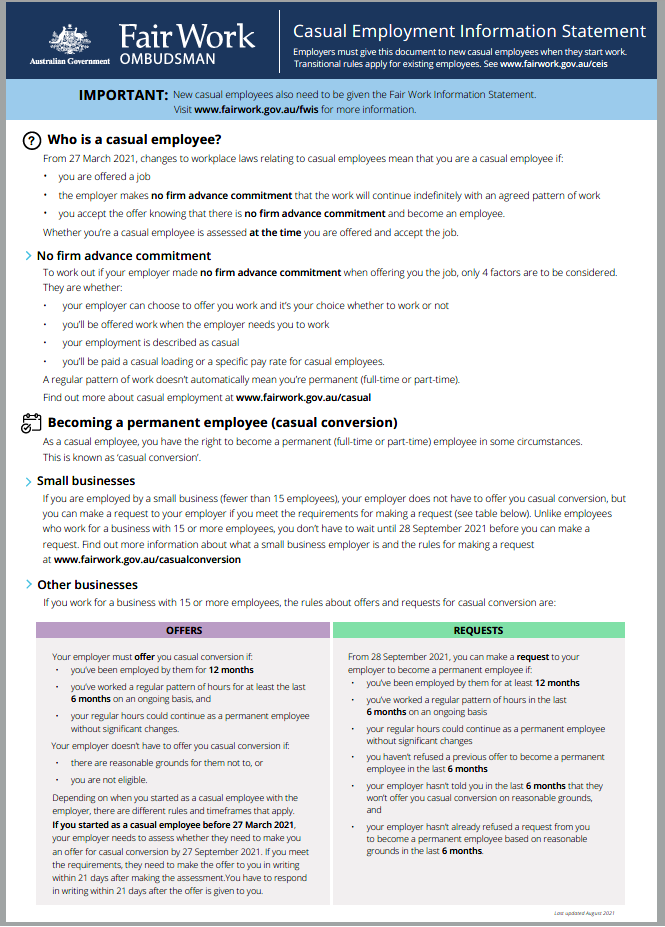 Australian Government
Fair Work
OMBUDSMAN
Casual Employment Information Statement
Employers must give this document to new casual employees when they start work.
Transitional rules apply for existing employees. See www.fairwork.gov.au/ceis
IMPORTANT: New casual employees also need to be given the Fair Work Information Statement.
Visit www.fairwork.gov.au/fwis for more information.
Who is a casual employee?
From 27 March 2021, changes to workplace laws relating to casual employees mean that you are a casual employee if:
• you are offered a job
• the employer makes no firm advance commitment that the work will continue indefinitely with an agreed pattern of work
• you accept the offer knowing that there is no firm advance commitment and become an employee.
Whether you're a casual employee is assessed at the time you are offered and accept the job.
No firm advance commitment
To work out if your employer made no firm advance commitment when offering you the job, only 4 factors are to be considered.
They are whether:
• your employer can choose to offer you work and it's your choice whether to work or not
• you'll be offered work when the employer needs you to work
• your employment is described as casual
• you'll be paid a casual loading or a specific pay rate for casual employees.
A regular pattern of work doesn't automatically mean you're permanent (full-time or part-time).
Find out more about casual employment at www.fairwork.gov.au/casual
Becoming a permanent employee (casual conversion)
As a casual employee, you have the right to become a permanent (full-time or part-time) employee in some circumstances.
This is known as 'casual conversion'.
Small businesses
If you are employed by a small business (fewer than 15 employees), your employer does not have to offer you casual conversion, but
you can make a request to your employer if you meet the requirements for making a request (see table below). Unlike employees
who work for a business with 15 or more employees, you don't have to wait until 28 September 2021 before you can make a
request. Find out more information about what a small business employer is and the rules for making a request
at www.fairwork.gov.au/casualconversion
Other businesses
If you work for a business with 15 or more employees, the rules about offers and requests for casual conversion are:
OFFERS
Your employer must offer you casual conversion if:
• you've been employed by them for 12 months
• you've worked a regular pattern of hours for at least the last
6 months on an ongoing basis, and
• your regular hours could continue as a permanent employee
without significant changes.
Your employer doesn't have to offer you casual conversion if:
• there are reasonable grounds for them not to, or
• you are not eligible.
Depending on when you started as a casual employee with the
employer, there are different rules and timeframes that apply.
If you started as a casual employee before 27 March 2021,
your employer needs to assess whether they need to make you
an offer for casual conversion by 27 September 2021. If you meet
the requirements, they need to make the offer to you in writing
within 21 days after making the assessment.You have to respond
in writing within 21 days after the offer is given to you.
REQUESTS
From 28 September 2021, you can make a request to your
employer to become a permanent employee if:
• you've been employed by them for at least 12 months
• you've worked a regular pattern of hours in the last
6 months on an ongoing basis
• your regular hours could continue as a permanent employee
without significant changes
• you haven't refused a previous offer to become a permanent
employee in the last 6 months
• your employer hasn't told you in the last 6 months that they
won't offer you casual conversion on reasonable grounds,
and
• your employer hasn't already refused a request from you
to become a permanent employee based on reasonable
grounds in the last 6 months.
Last updated August 2021